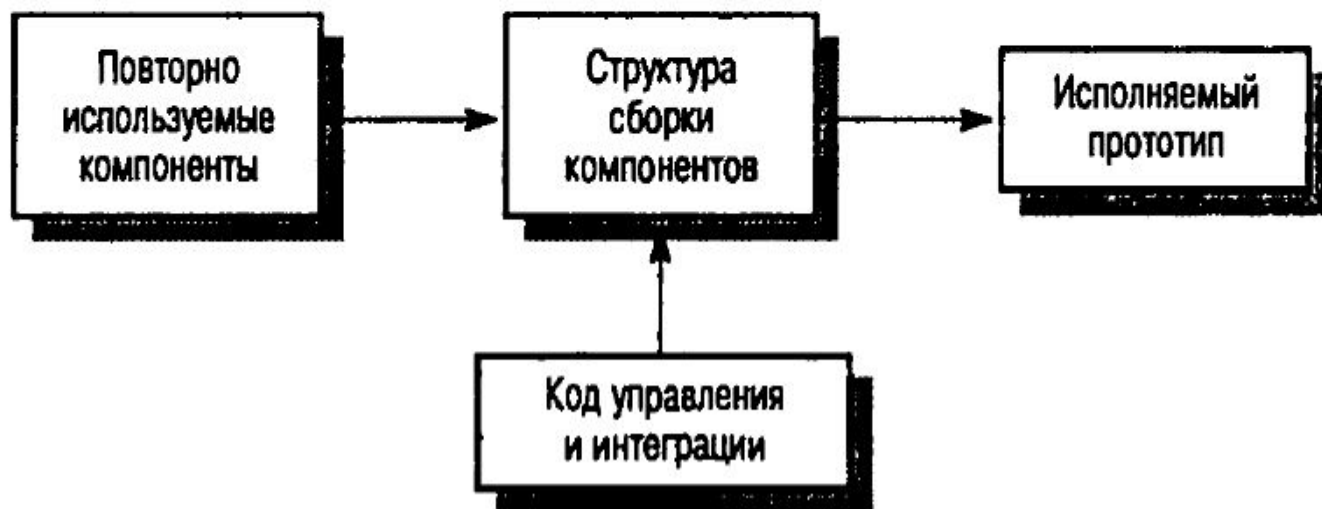 Повторно
используемые
компоненты
Структура
сборки
компонентов
Исполняемый
прототип
Код управления
и интеграции